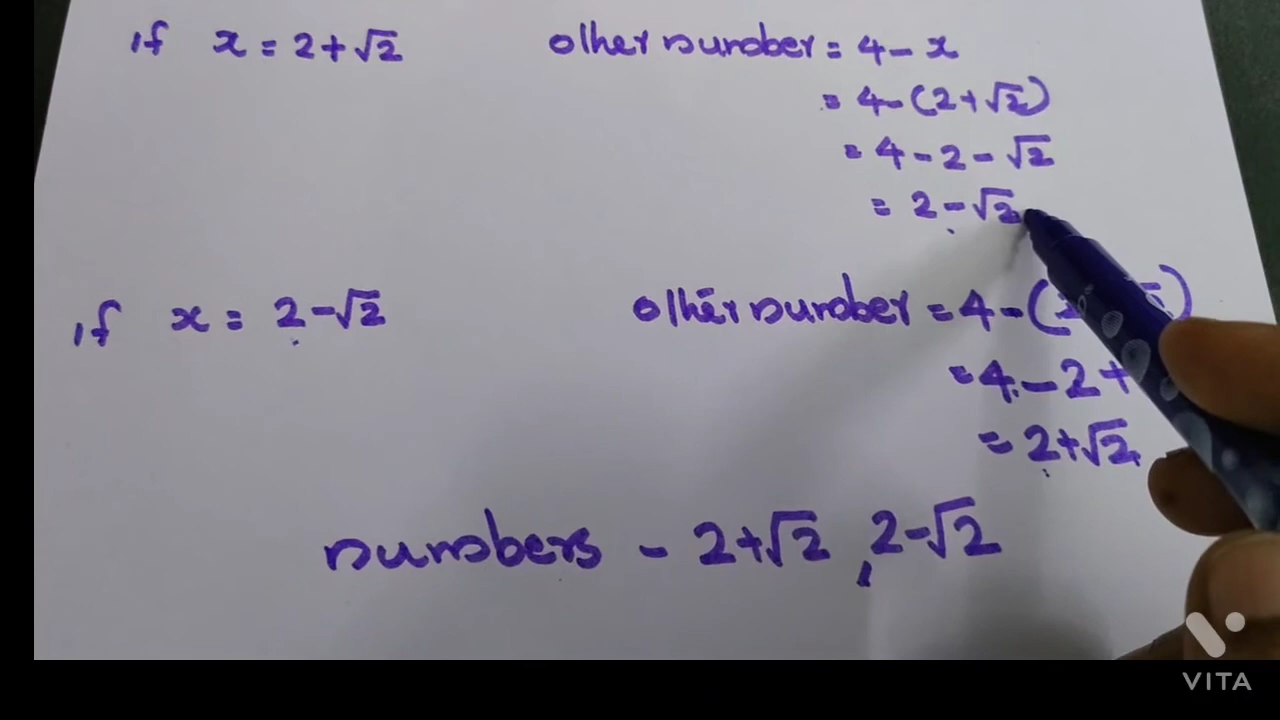 if x = 2+√2 other number = 4-x
= 4-(2+√2)
= 4-2-√2
= 2-√2
if x = 2-√2 other number = 4-(
= 4-2+
= 2+√2
numbers - 2+√2, 2-√2
VITA